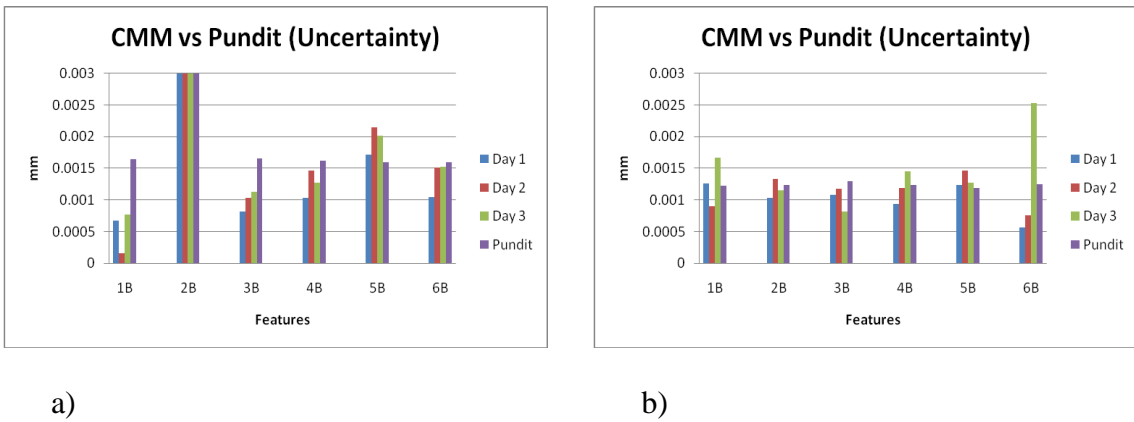 CMM vs Pundit (Uncertainty)
0.003
0.0025
0.002
0.0015
0.001
0.0005
0
mm
1B 2B 3B 4B 5B 6B
Features
Day 1
Day 2
Day 3
Pundit
a)
CMM vs Pundit (Uncertainty)
0.003
0.0025
0.002
0.0015
0.001
0.0005
0
mm
1B 2B 3B 4B 5B 6B
Features
Day 1
Day 2
Day 3
Pundit
b)